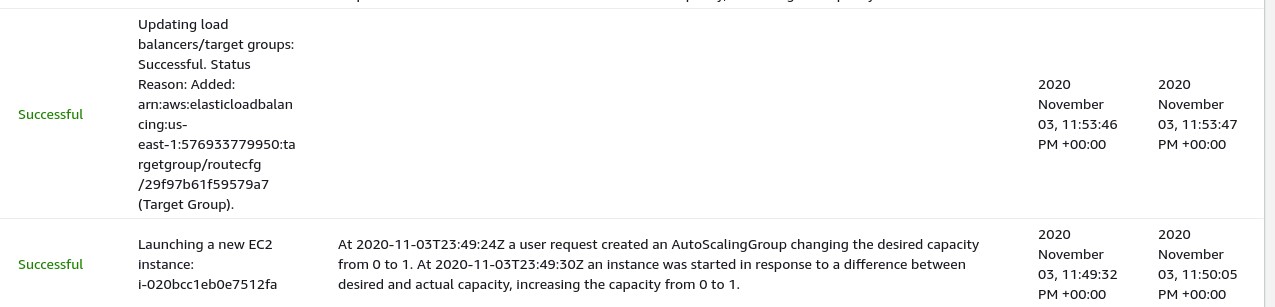 Updating load
balancers/target groups:
Successful. Status
Reason: Added:
arn:aws:elasticloadbalan
cing:us-
east-1:576933779950:ta
rgetgroup/routecfg
/29f97b61f59579a7
(Target Group).
Successful
2020
November
03, 11:53:46
PM +00:00
2020
November
03, 11:53:47
PM +00:00
Successful
Launching a new EC2
instance:
i-020bcc1eb0e7512fa
At 2020-11-03T23:49:24Z a user request created an AutoScalingGroup changing the desired capacity
from 0 to 1. At 2020-11-03T23:49:30Z an instance was started in response to a difference between
desired and actual capacity, increasing the capacity from 0 to 1.
2020
November
03, 11:49:32
PM +00:00
2020
November
03, 11:50:05
PM +00:00